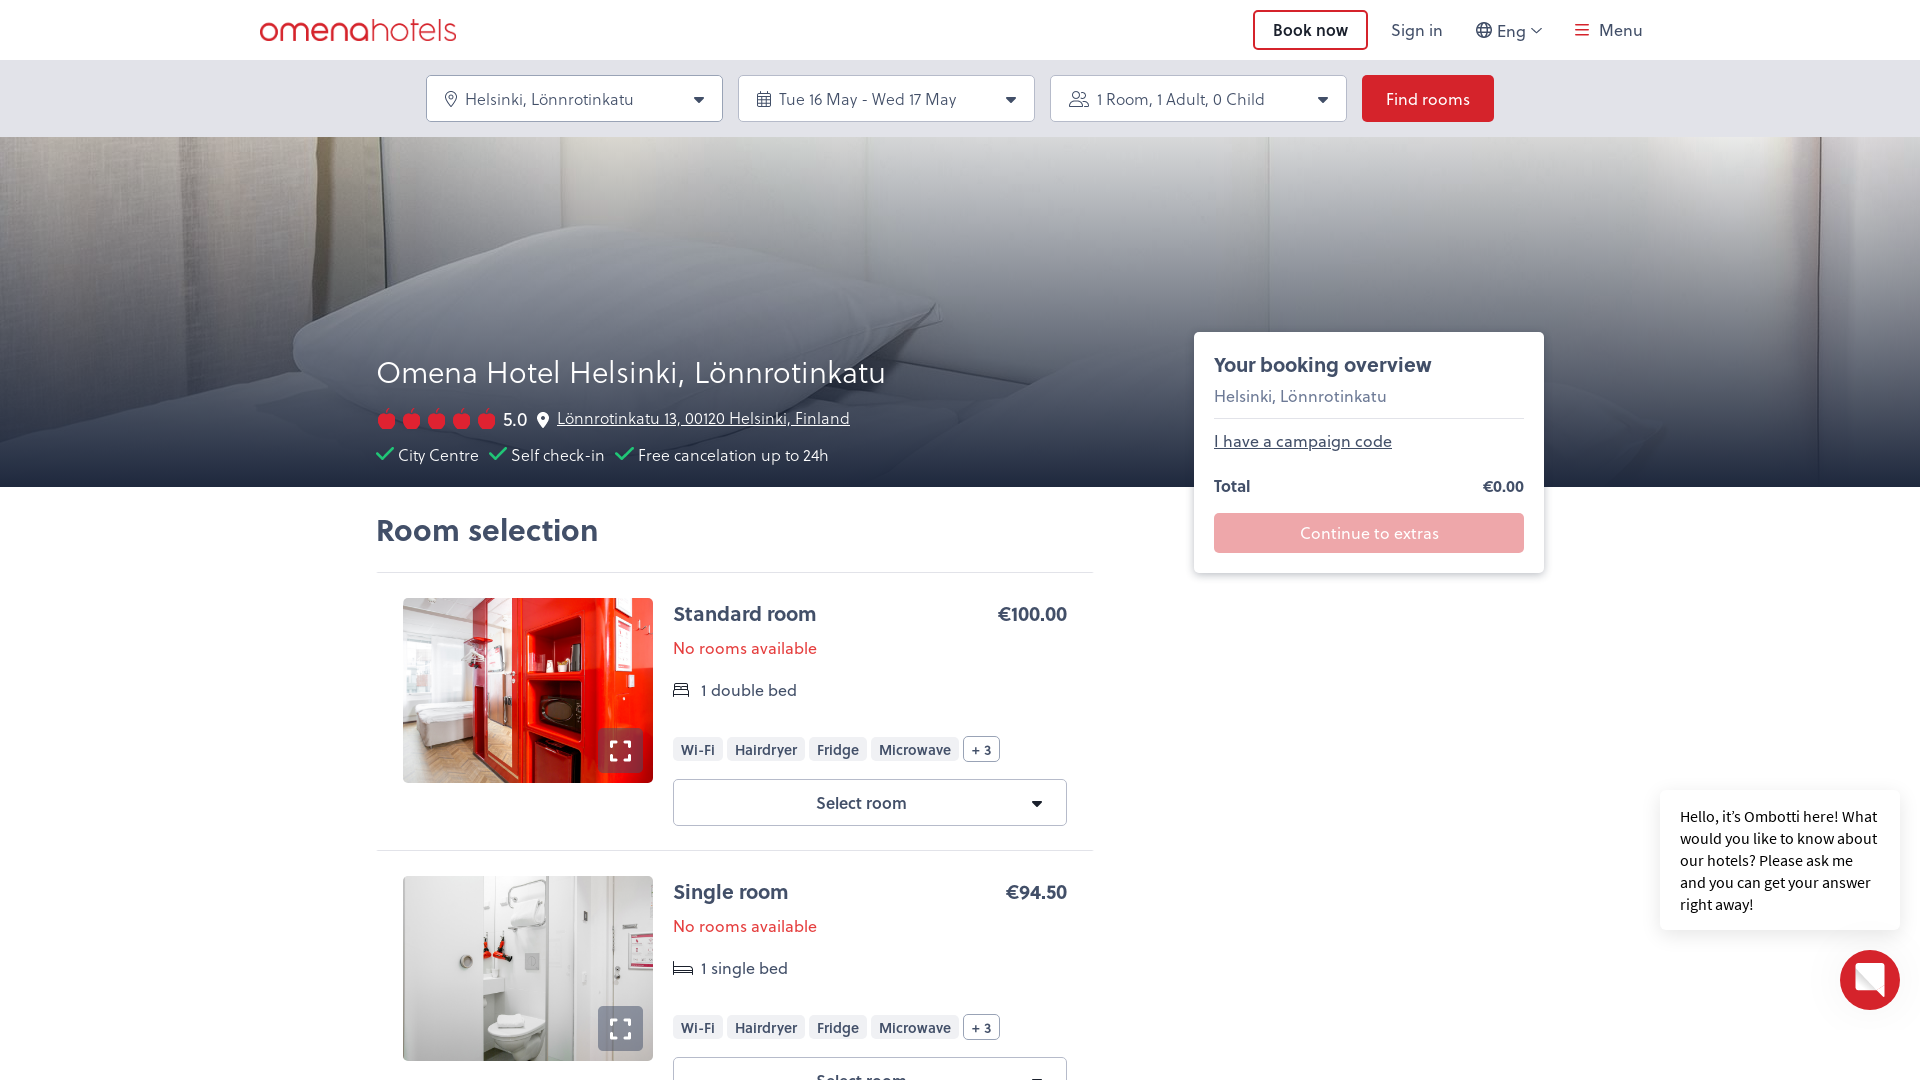 omenahotels
Book now
Sign in
Eng
Menu
Helsinki, Lönnrotinkatu
Tue 16 May - Wed 17 May
1 Room, 1 Adult, 0 Child
Find rooms
Omena Hotel Helsinki, Lönnrotinkatu
5.0
Lönnrotinkatu 13, 00120 Helsinki, Finland
City Centre
Self check-in
Free cancelation up to 24h
Your booking overview
Helsinki, Lönnrotinkatu
I have a campaign code
Total
€0.00
Continue to extras
Room selection
Standard room
€100.00
No rooms available
1 double bed
Wi-Fi
Hairdryer
Fridge
Microwave
+ 3
Select room
Single room
€94.50
No rooms available
1 single bed
Wi-Fi
Hairdryer
Fridge
Microwave
+ 3
Select room
Hello, it's Ombotti here! What
would you like to know about
our hotels? Please ask me
and you can get your answer
right away!